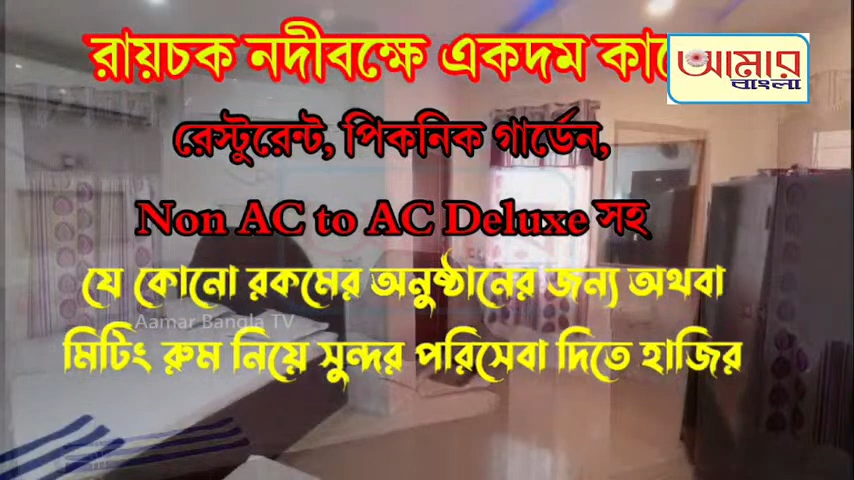 রায়চক নদীবক্ষে একদম
আমার
বাংলা
রেস্টুরেন্ট, পিকনিক গার্ডেন,
Non AC to AC Deluxe সহ
যে কোনো রকমের অনুষ্ঠানের জন্য অথবা
Aamar Bangla TV
মিটিং রুম নিয়ে সুন্দর পরিসেবা দিতে হাজির